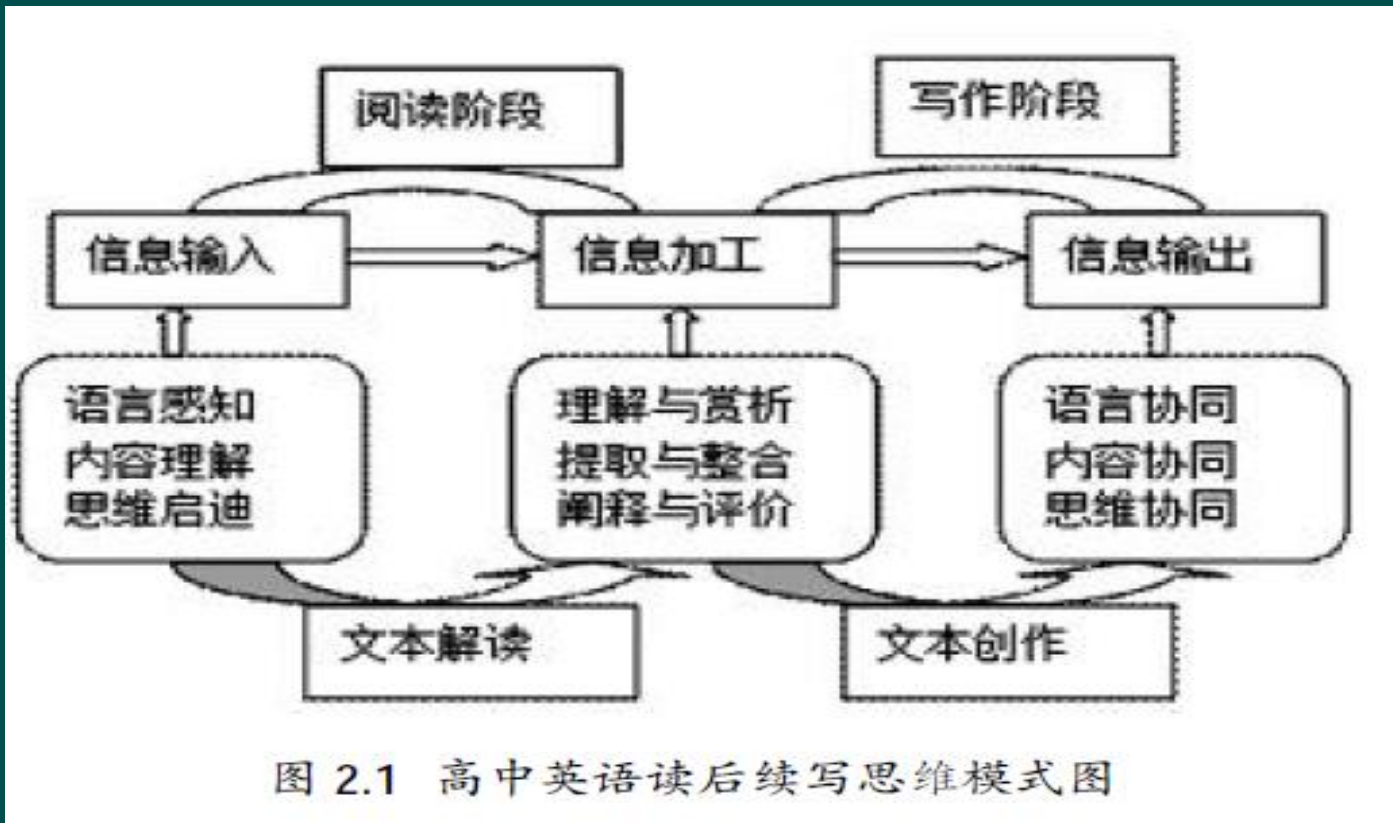 阅读阶段
写作阶段
信息输入
信息加工
信息输出
语言感知
内容理解
思维启迪
理解与赏析
提取与整合
阐释与评价
语言协同
内容协同
思维协同
文本解读
文本创作
图 2.1 高中英语读后续写思维模式图